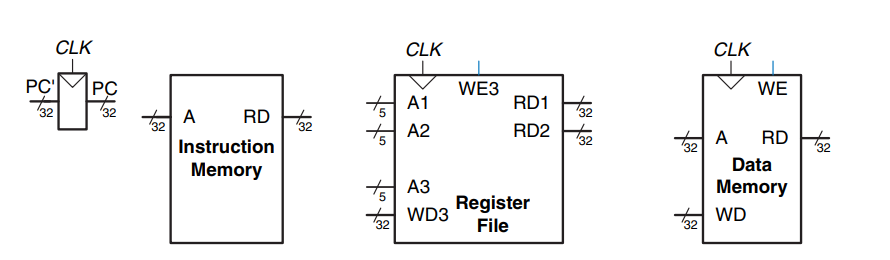 CLK
PC'
PC
32
32
A
RD
32
32
Instruction
Memory
CLK
WE3
A1
RD1
5
32
A2
RD2
5
32
A3
5
WD3
32
Register
File
CLK
WE
A
RD
32
32
Data
Memory
WD
32